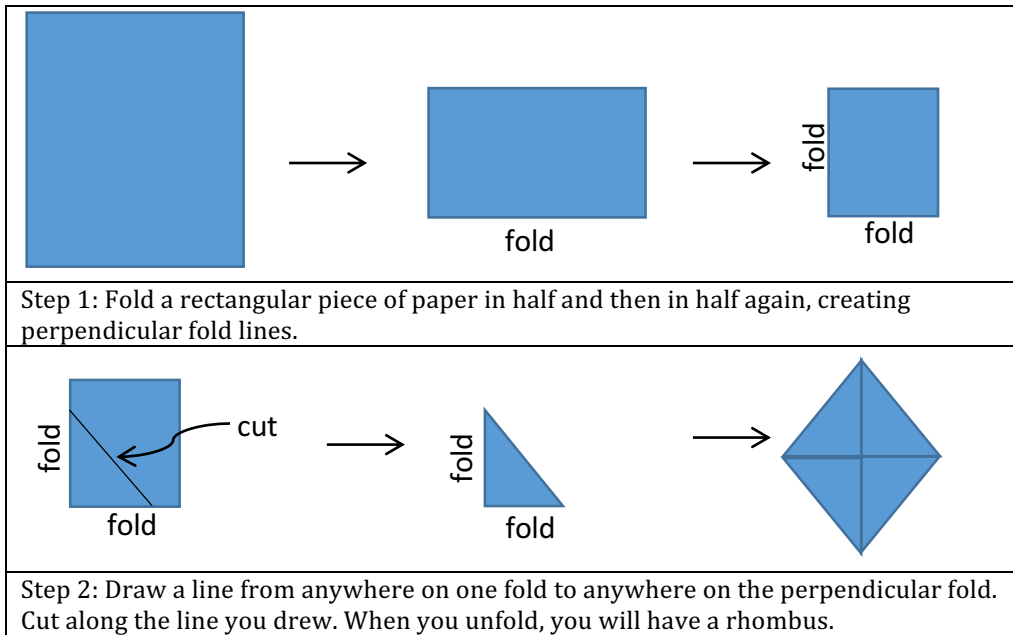 fold
fold
fold
Step 1: Fold a rectangular piece of paper in half and then in half again, creating
perpendicular fold lines.
fold
cut
fold
fold
fold
Step 2: Draw a line from anywhere on one fold to anywhere on the perpendicular fold.
Cut along the line you drew. When you unfold, you will have a rhombus.